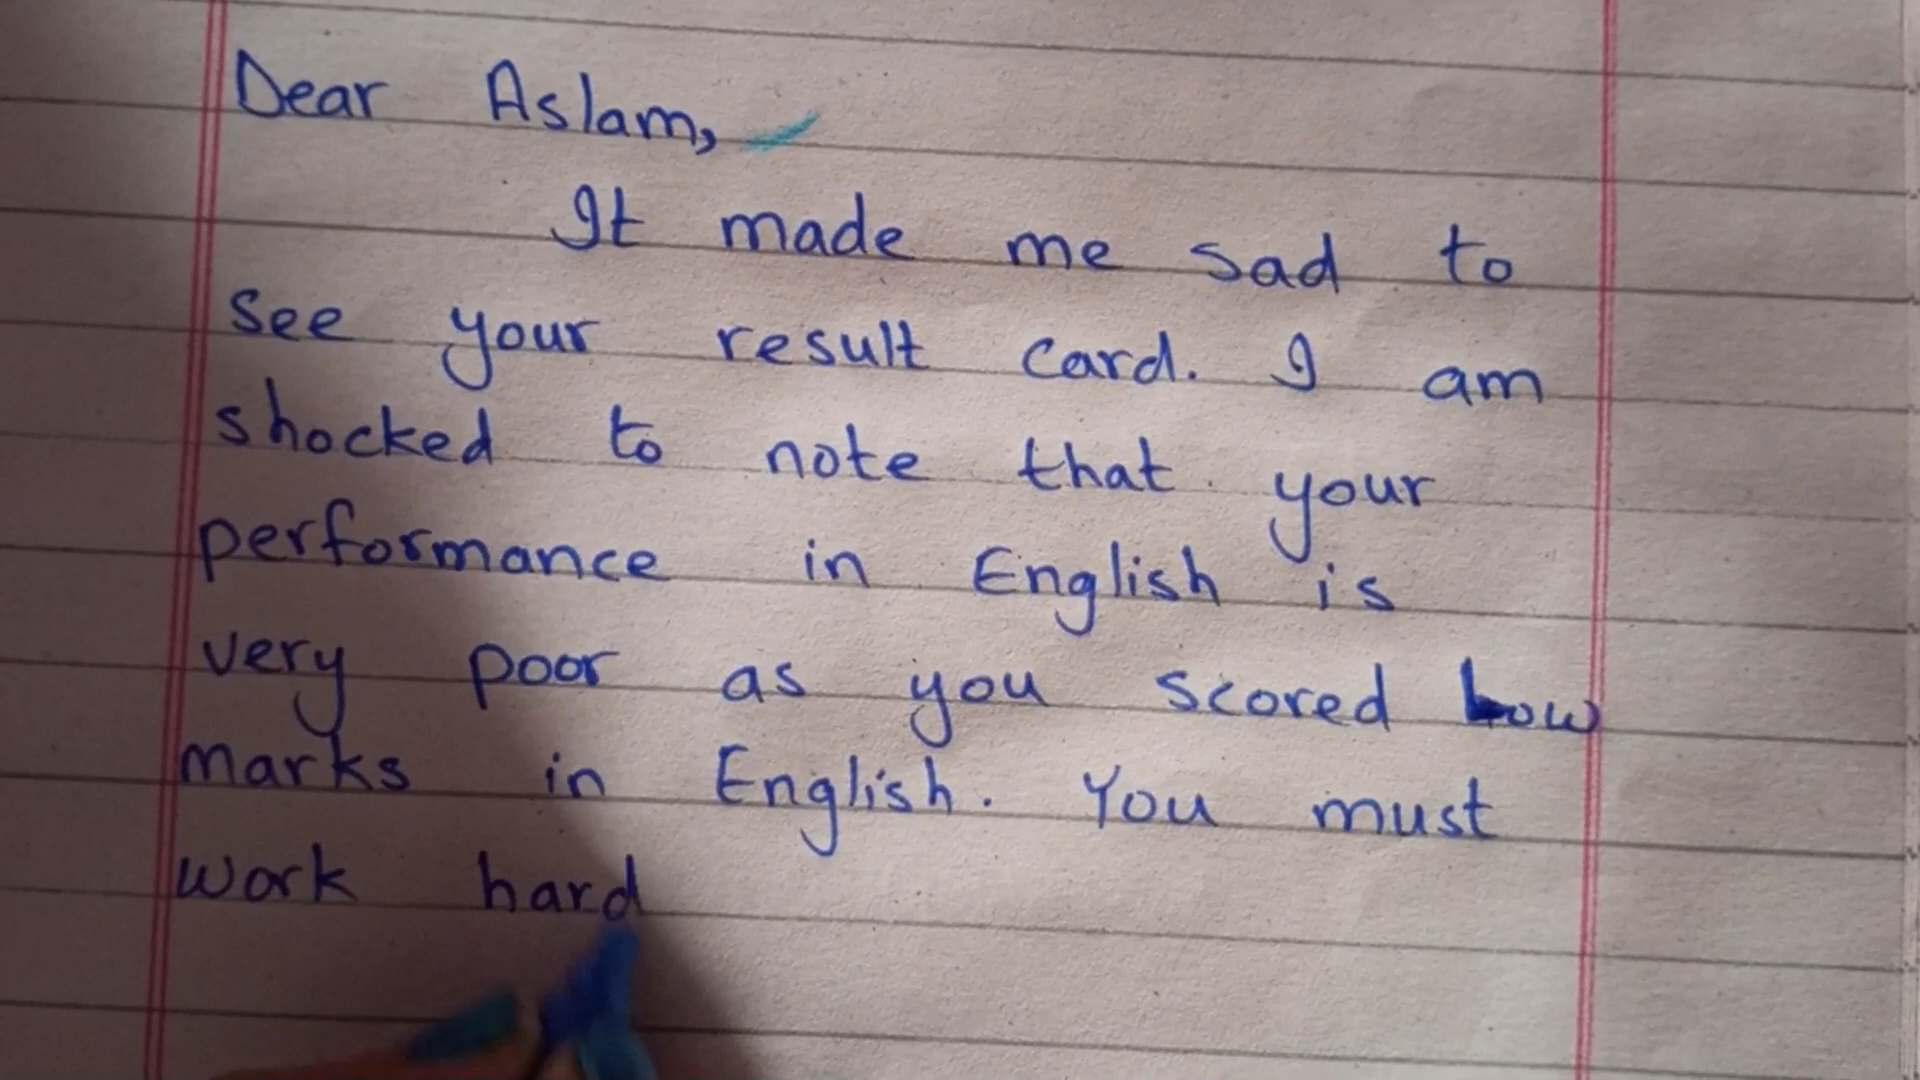 Dear Aslam,
It made me sad to
see your result card. I am
shocked to note that your
performance in English is
very poor as you scored low
marks in English. You must
work hard